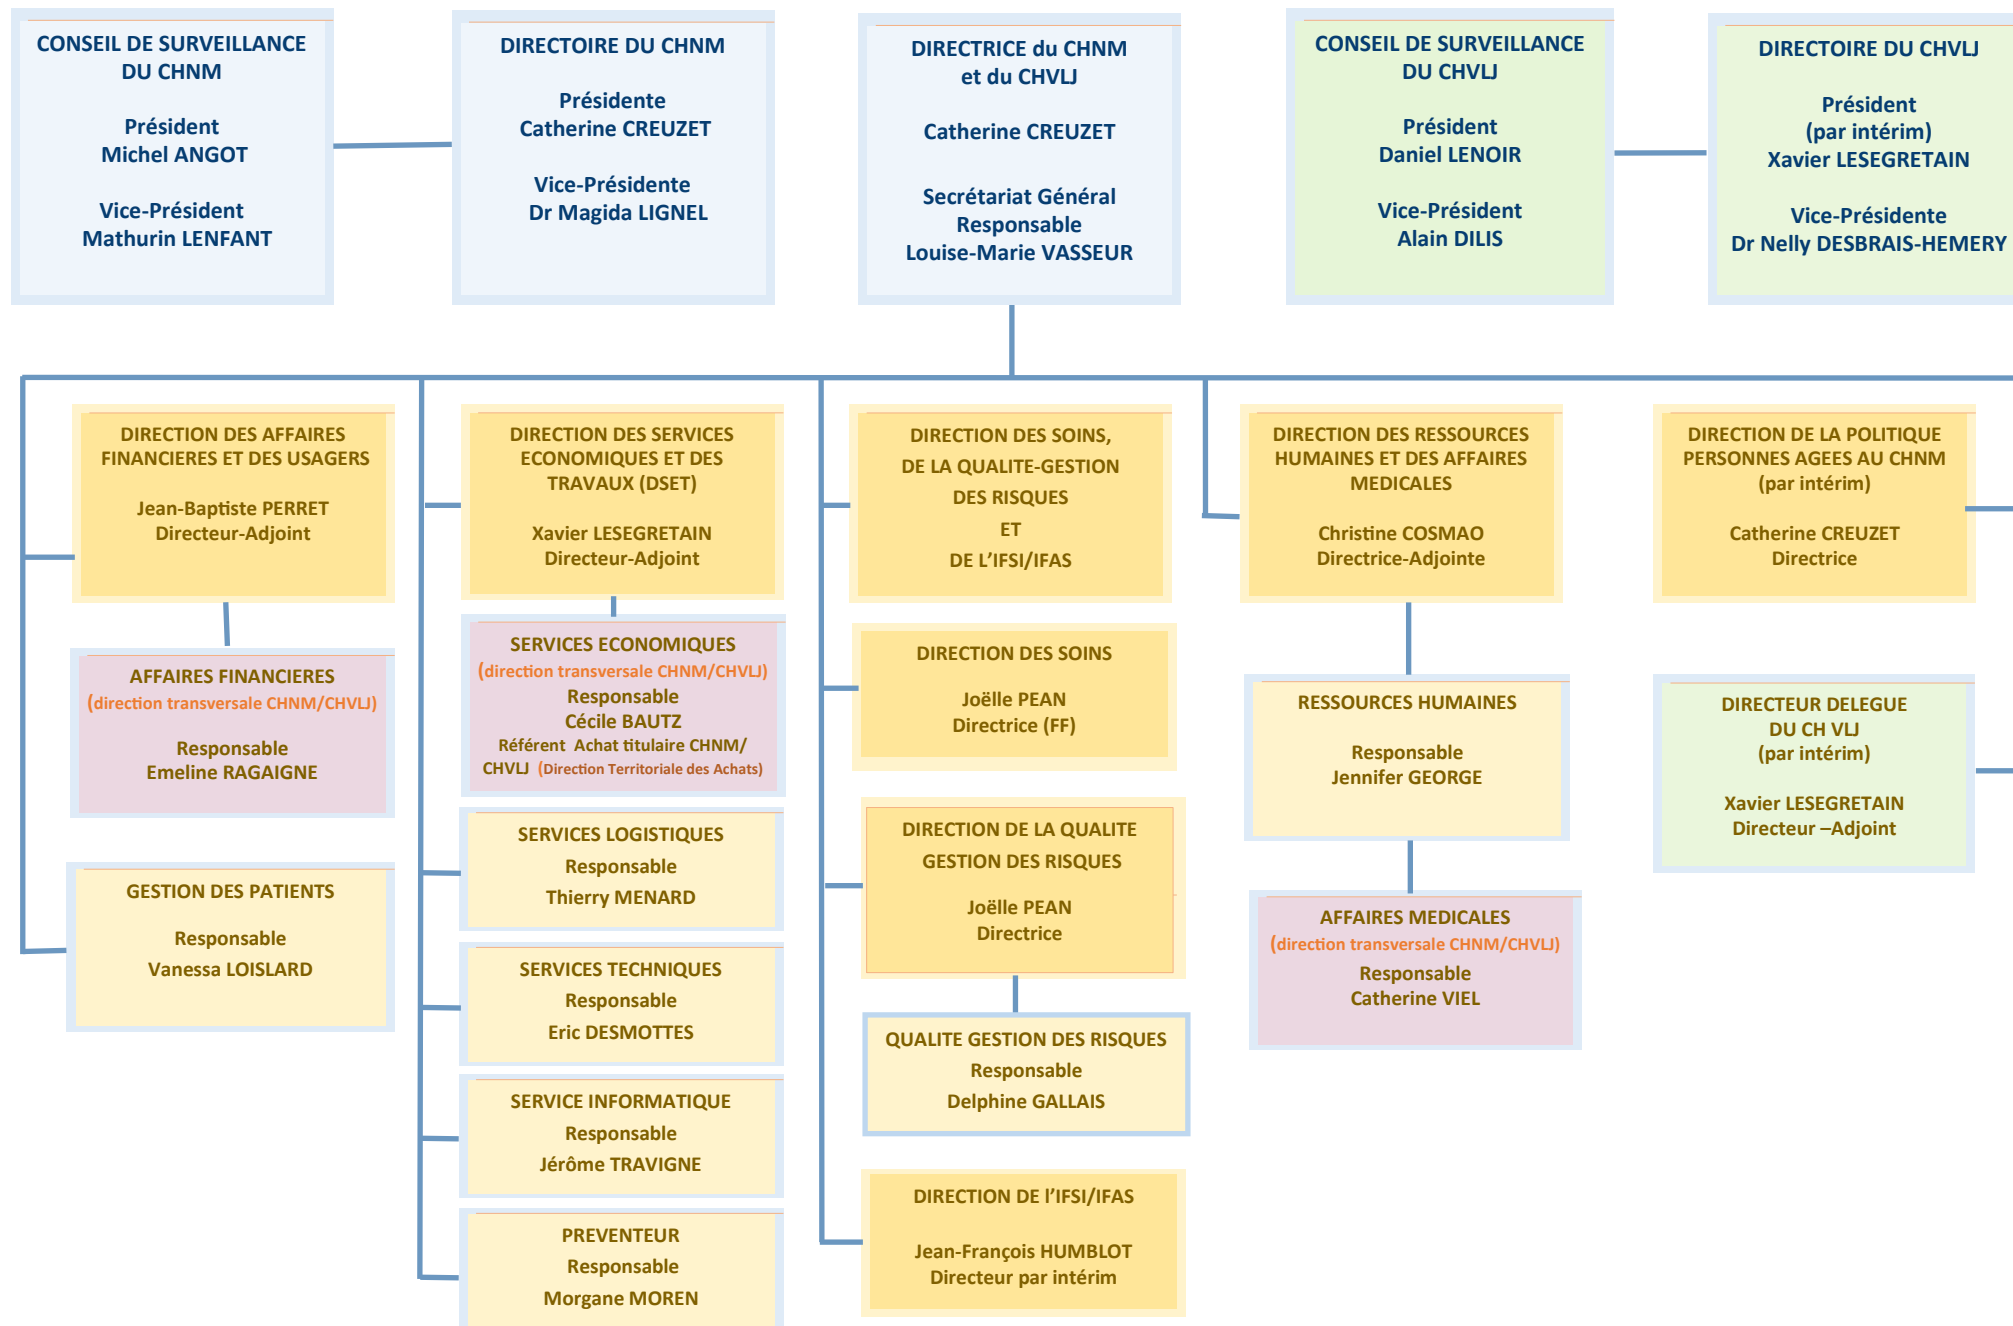 CONSEIL DE SURVEILLANCE
DU CHNM
Président
Michel ANGOT
Vice-Président
Mathurin LENFANT
DIRECTOIRE DU CHNM
Présidente
Catherine CREUZET
Vice-Présidente
Dr Magida LIGNEL
DIRECTRICE du CHNM
et du CHVLJ
Catherine CREUZET
Secrétariat Général
Responsable
Louise-Marie VASSEUR
CONSEIL DE SURVEILLANCE
DU CHVLJ
Président
Daniel LENOIR
Vice-Président
Alain DILIS
DIRECTOIRE DU CHVLJ
Président
(par intérim)
Xavier LESEGRETAIN
Vice-Présidente
Dr Nelly DESBRAIS-HEMERY
DIRECTION DES AFFAIRES
FINANCIERES ET DES USAGERS
Jean-Baptiste PERRET
Directeur-Adjoint
AFFAIRES FINANCIERES
(direction transversale CHNM/CHVLJ)
Responsable
Emeline RAGAIGNE
GESTION DES PATIENTS
Responsable
Vanessa LOISLARD
DIRECTION DES SERVICES
ECONOMIQUES ET DES
TRAVAUX (DSET)
Xavier LESEGRETAIN
Directeur-Adjoint
SERVICES ECONOMIQUES
(direction transversale CHNM/CHVLJ)
Responsable
Cécile BAUTZ
Référent Achat titulaire CHNM/
CHVLJ (Direction Territoriale des Achats)
SERVICES LOGISTIQUES
Responsable
Thierry MENARD
SERVICES TECHNIQUES
Responsable
Eric DESMOTTES
SERVICE INFORMATIQUE
Responsable
Jérôme TRAVIGNE
PREVENTEUR
Responsable
Morgane MOREN
DIRECTION DES SOINS,
DE LA QUALITE-GESTION
DES RISQUES
ET
DE L'IFSI/IFAS
DIRECTION DES SOINS
Joëlle PEAN
Directrice (FF)
DIRECTION DE LA QUALITE
GESTION DES RISQUES
Joëlle PEAN
Directrice
QUALITE GESTION DES RISQUES
Responsable
Delphine GALLAIS
DIRECTION DE l'IFSI/IFAS
Jean-François HUMBLOT
Directeur par intérim
DIRECTION DES RESSOURCES
HUMAINES ET DES AFFAIRES
MEDICALES
Christine COSMAO
Directrice-Adjointe
RESSOURCES HUMAINES
Responsable
Jennifer GEORGE
AFFAIRES MEDICALES
(direction transversale CHNM/CHVLJ)
Responsable
Catherine VIEL
DIRECTION DE LA POLITIQUE
PERSONNES AGEES AU CHNM
(par intérim)
Catherine CREUZET
Directrice
DIRECTEUR DELEGUE
DU CH VLJ
(par intérim)
Xavier LESEGRETAIN
Directeur –Adjoint